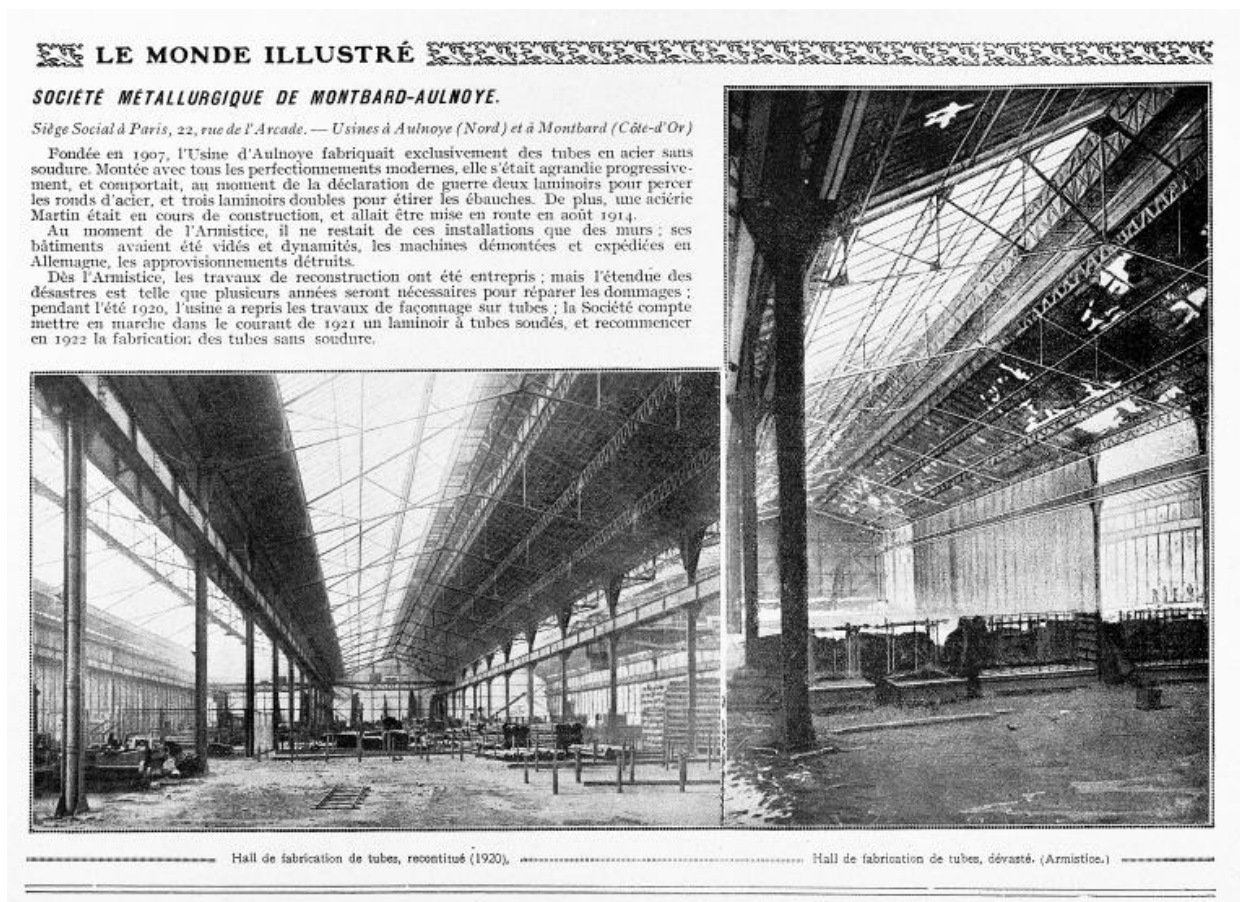 LE MONDE ILLUSTRÉ
SOCIÉTÉ MÉTALLURGIQUE DE MONTBARD-AULNOYE.
Siège Social à Paris, 22, rue de l'Arcade. — Usines à Aulnoye (Nord) et à Montbard (Côte-d'Or)
Fondée en 1907, l'Usine d'Aulnoye fabriquait exclusivement des tubes en acier sans
soudure. Montée avec tous les perfectionnements modernes, elle s'était agrandie progressive-
ment, et comportait, au moment de la déclaration de guerre deux laminoirs pour percer
les ronds d'acier, et trois laminoirs doubles pour étirer les ébauches. De plus, une aciérie
Martin était en cours de construction, et allait être mise en route en août 1914.
Au moment de l'Armistice, il ne restait de ces installations que des murs ; ses
bâtiments avaient été vidés et dynamités, les machines démontées et expédiées en
Allemagne, les approvisionnements détruits.
Dès l'Armistice, les travaux de reconstruction ont été entrepris ; mais l'étendue des
désastres est telle que plusieurs années seront nécessaires pour réparer les dommages ;
pendant l'été 1920, l'usine a repris les travaux de façonnage sur tubes ; la Société compte
mettre en marche dans le courant de 1921 un laminoir à tubes soudés, et recommencer
en 1922 la fabrication des tubes sans soudure.
Hall de fabrication de tubes, recontitué (1920),
Hall de fabrication de tubes, dévasté. (Armistice.)